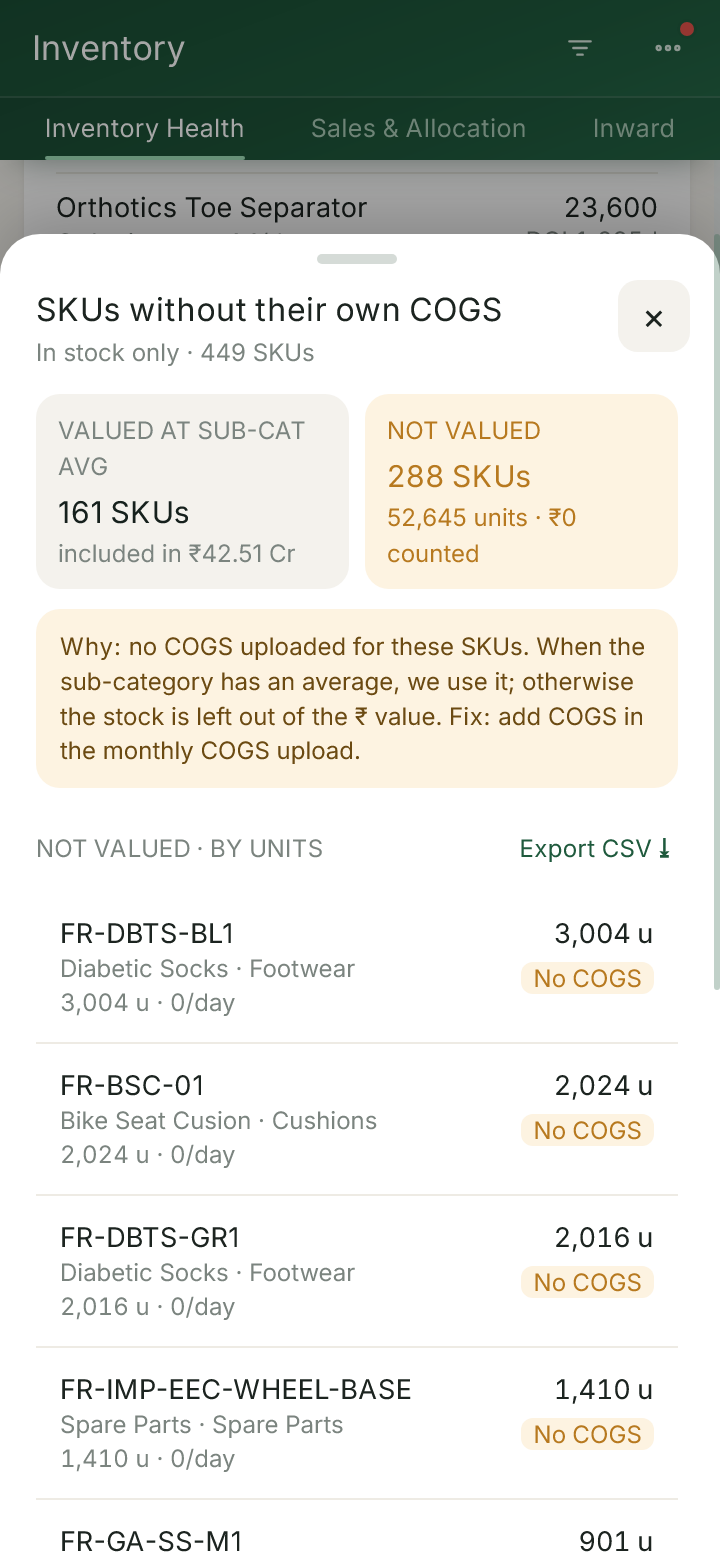 Inventory
Inventory Health
Sales & Allocation
Inward
Orthotics Toe Separator
23,600
SKUs without their own COGS
In stock only · 449 SKUs
×
VALUED AT SUB-CAT
AVG
161 SKUs
included in ₹42.51 Cr
NOT VALUED
288 SKUs
52,645 units · ₹0
counted
Why: no COGS uploaded for these SKUs. When the
sub-category has an average, we use it; otherwise
the stock is left out of the ₹ value. Fix: add COGS in
the monthly COGS upload.
NOT VALUED · BY UNITS
Export CSV ⤓
FR-DBTS-BL1
3,004 u
Diabetic Socks · Footwear
No COGS
3,004 u · 0/day
FR-BSC-01
2,024 u
Bike Seat Cusion · Cushions
No COGS
2,024 u · 0/day
FR-DBTS-GR1
2,016 u
Diabetic Socks · Footwear
No COGS
2,016 u · 0/day
FR-IMP-EEC-WHEEL-BASE
1,410 u
Spare Parts · Spare Parts
No COGS
1,410 u · 0/day
FR-GA-SS-M1
901 u